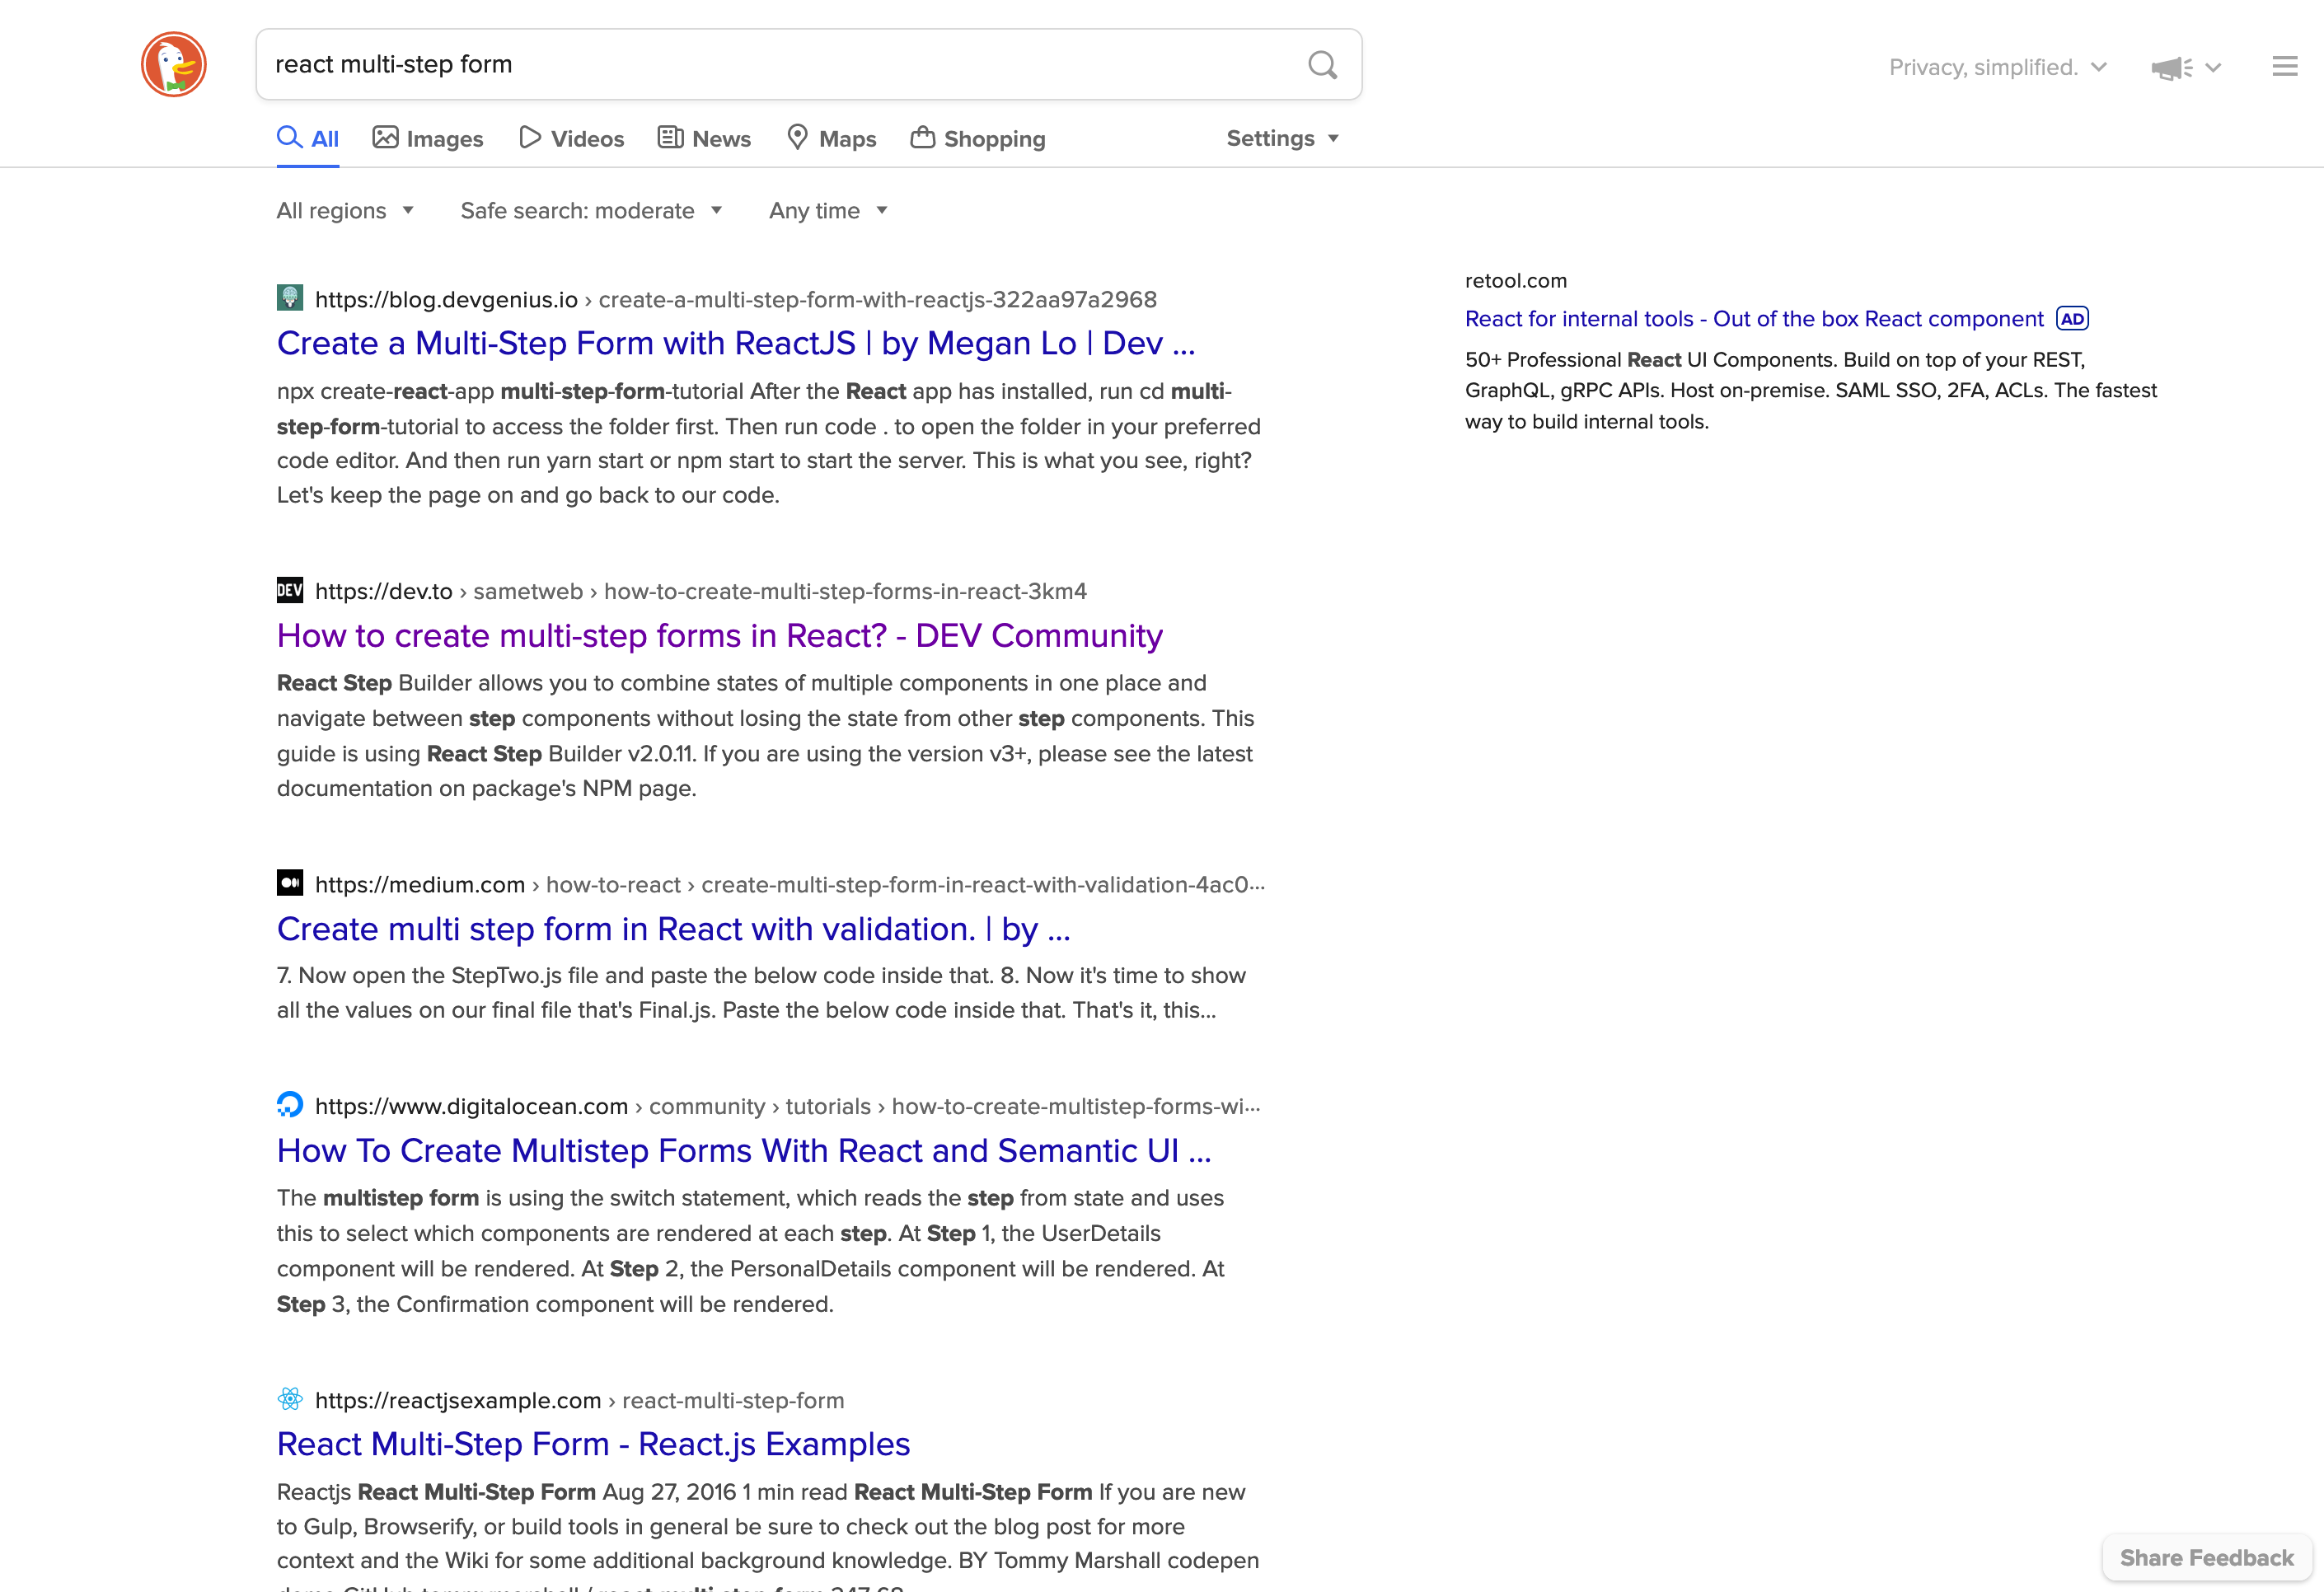 react multi-step form
Privacy, simplified.
All Images Videos News Maps Shopping Settings
All regions Safe search: moderate Any time
https://blog.devgenius.io › create-a-multi-step-form-with-reactjs-322aa97a2968
Create a Multi-Step Form with ReactJS | by Megan Lo | Dev ...
npx create-react-app multi-step-form-tutorial After the React app has installed, run cd multi-
step-form-tutorial to access the folder first. Then run code . to open the folder in your preferred
code editor. And then run yarn start or npm start to start the server. This is what you see, right?
Let's keep the page on and go back to our code.
retool.com
React for internal tools - Out of the box React component AD
50+ Professional React UI Components. Build on top of your REST,
GraphQL, gRPC APIs. Host on-premise. SAML SSO, 2FA, ACLs. The fastest
way to build internal tools.
DEV https://dev.to › sametweb › how-to-create-multi-step-forms-in-react-3km4
How to create multi-step forms in React? - DEV Community
React Step Builder allows you to combine states of multiple components in one place and
navigate between step components without losing the state from other step components. This
guide is using React Step Builder v2.0.11. If you are using the version v3+, please see the latest
documentation on package's NPM page.
https://medium.com › how-to-react › create-multi-step-form-in-react-with-validation-4ac0...
Create multi step form in React with validation. | by ...
7. Now open the StepTwo.js file and paste the below code inside that. 8. Now it's time to show
all the values on our final file that's Final.js. Paste the below code inside that. That's it, this...
https://www.digitalocean.com › community › tutorials › how-to-create-multistep-forms-wi...
How To Create Multistep Forms With React and Semantic UI ...
The multistep form is using the switch statement, which reads the step from state and uses
this to select which components are rendered at each step. At Step 1, the UserDetails
component will be rendered. At Step 2, the PersonalDetails component will be rendered. At
Step 3, the Confirmation component will be rendered.
https://reactjsexample.com › react-multi-step-form
React Multi-Step Form - React.js Examples
Reactjs React Multi-Step Form Aug 27, 2016 1 min read React Multi-Step Form If you are new
to Gulp, Browserify, or build tools in general be sure to check out the blog post for more
context and the Wiki for some additional background knowledge. BY Tommy Marshall codepen
Share Feedback